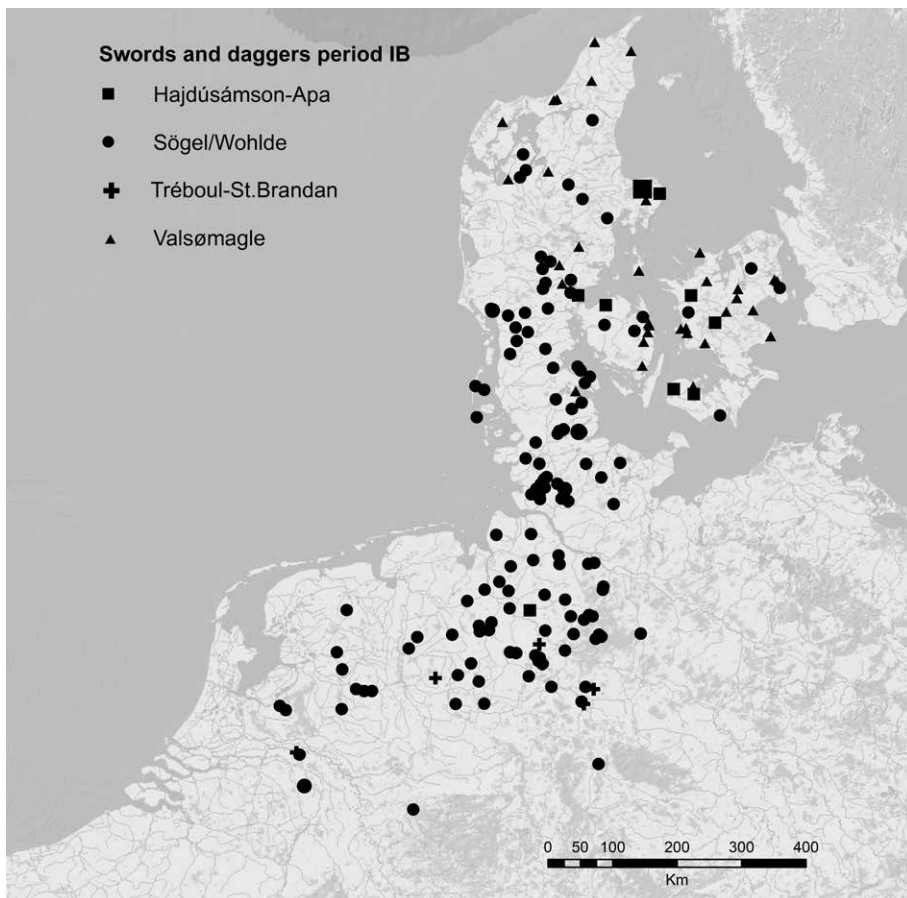 Swords and daggers period IB
Hajdúsámson-Apa
Sögel/Wohlde
Tréboul-St.Brandan
Valsømagle
0 50 100 200 300 400
Km